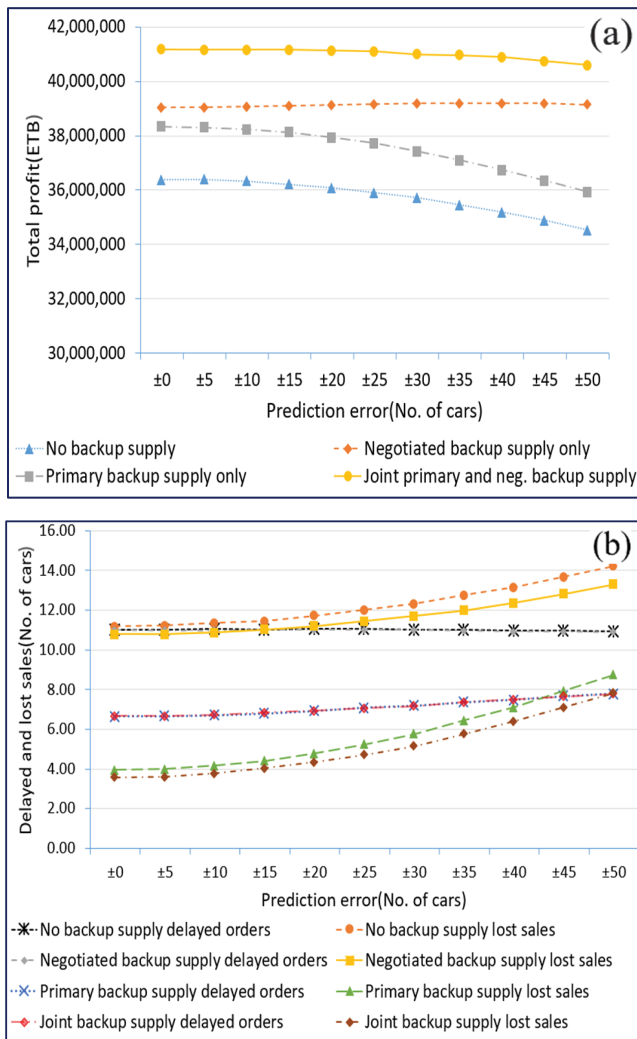 (a)
Total profit(ETB)
42,000,000
40,000,000
38,000,000
36,000,000
34,000,000
32,000,000
30,000,000
±0 ±5 ±10 ±15 ±20 ±25 ±30 ±35 ±40 ±45 ±50
Prediction error(No. of cars)
No backup supply Negotiated backup supply only
Primary backup supply only Joint primary and neg. backup supply
(b)
Delayed and lost sales(No. of cars)
16.00
14.00
12.00
10.00
8.00
6.00
4.00
2.00
0.00
±0 ±5 ±10 ±15 ±20 ±25 ±30 ±35 ±40 ±45 ±50
Prediction error(No. of cars)
No backup supply delayed orders No backup supply lost sales
Negotiated backup supply delayed orders Negotiated backup supply lost sales
Primary backup supply delayed orders Primary backup supply lost sales
Joint backup supply delayed orders Joint backup supply lost sales